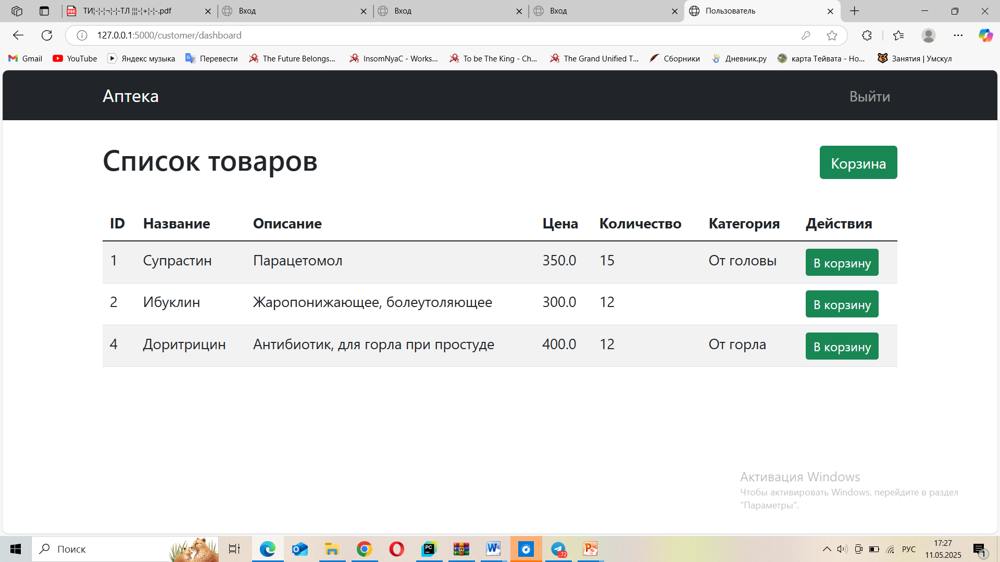 ТИ¦-¦-¦¬¦-¦-ТЛ ¦¦¦-¦+¦-¦-.pdf
Вход
Вход
Вход
Пользователь
127.0.0.1:5000/customer/dashboard
Gmail
YouTube
Яндекс музыка
Перевести
The Future Belongs...
InsomNyaC - Works...
To be The King - Ch...
The Grand Unified T...
Сборники
Дневник.ру
карта Тейвата - Ho...
Занятия | Умскул
Аптека
Выйти
Список товаров
Корзина
ID Название Описание Цена Количество Категория Действия
1 Супрастин Парацетомол 350.0 15 От головы В корзину
2 Ибуклин Жаропонижающее, болеутоляющее 300.0 12 В корзину
4 Доритрицин Антибиотик, для горла при простуде 400.0 12 От горла В корзину
Активация Windows
Чтобы активировать Windows, перейдите в раздел
"Параметры".
Поиск
72
РУС
17:27
11.05.2025
1